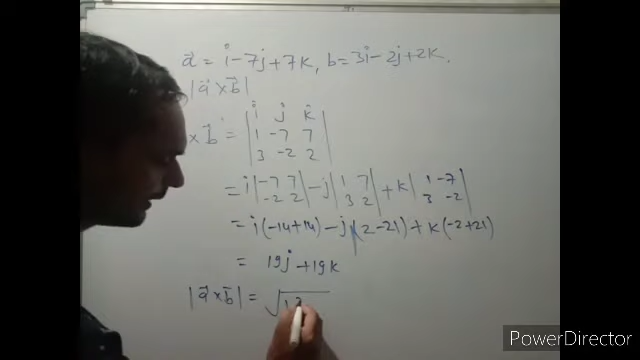 a⃗ = i - 7j + 7k, b = 3i - 2j + 2k.
|a⃗ × b⃗|
× b⃗ = | i j k |
| 1 -7 7 |
| 3 -2 2 |
= i | -7 7 | - j | 1 7 | + k | 1 -7 |
| -2 2 | | 3 2 | | 3 -2 |
= i(-14+14) - j(2-21) + k(-2+21)
= 19j + 19k
|a⃗ × b⃗| = √1
PowerDirector